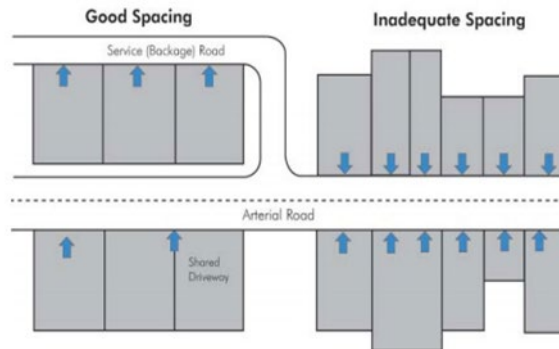 Good Spacing
Inadequate Spacing
Service (Backage) Road
Arterial Road
Shared
Driveway